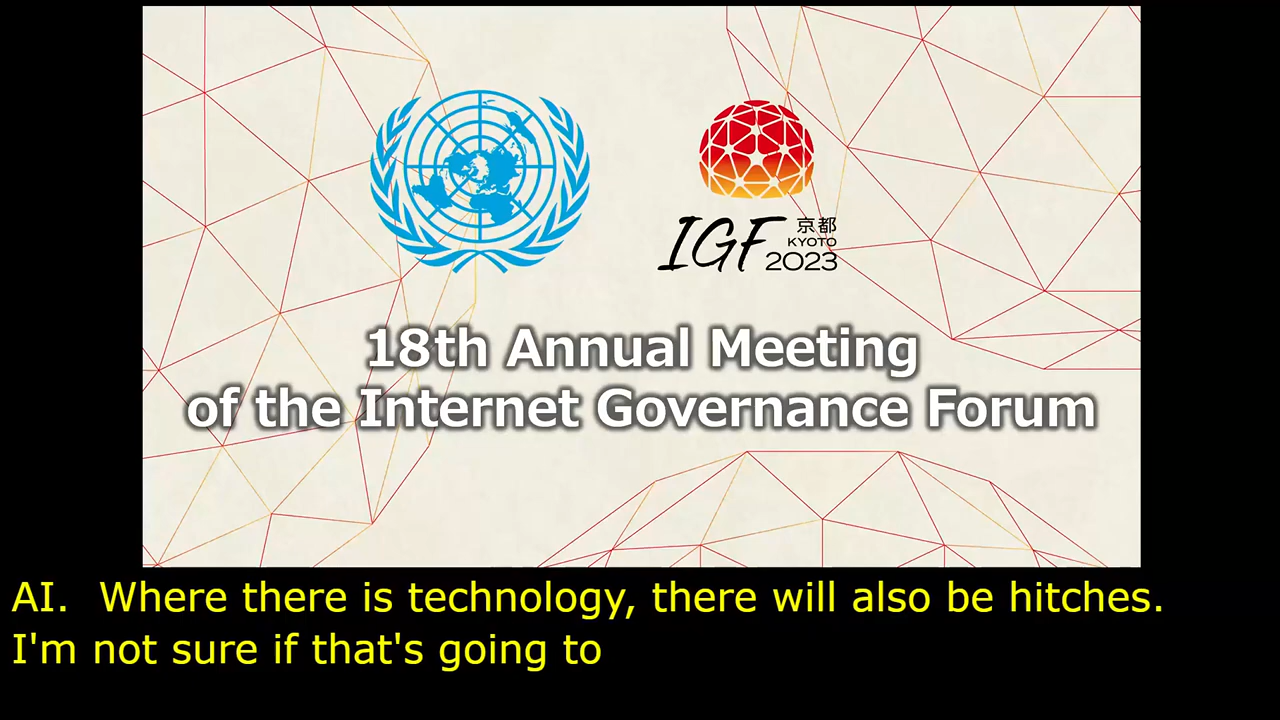 IGF 京都
KYOTO
2023
18th Annual Meeting
of the Internet Governance Forum
AI.  Where there is technology, there will also be hitches.
I'm not sure if that's going to